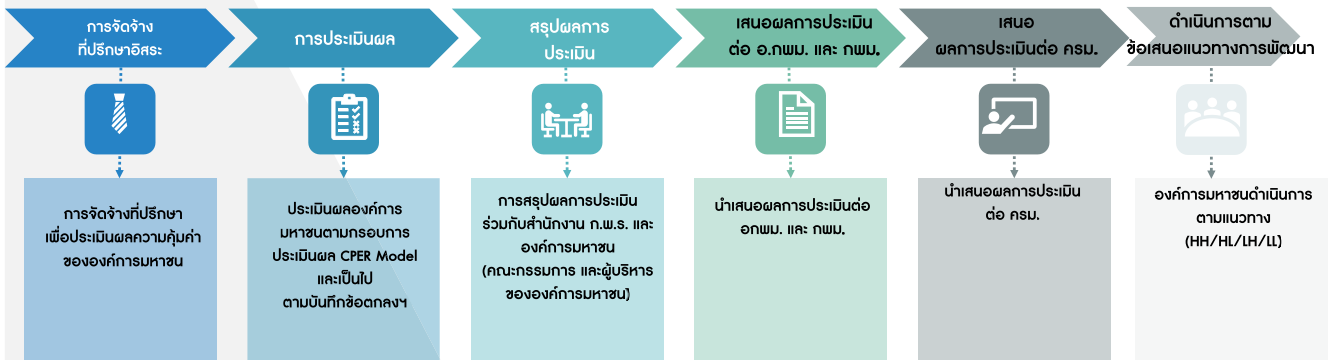 การจัดจ้าง
ที่ปรึกษาอิสระ
การประเมินผล
สรุปผลการ
ประเมิน
เสนอผลการประเมิน
ต่อ อ.กพม. และ กพม.
เสนอ
ผลการประเมินต่อ ครม.
ดำเนินการตาม
ข้อเสนอแนวทางการพัฒนา
การจัดจ้างที่ปรึกษา
เพื่อประเมินผลความคุ้มค่า
ขององค์การมหาชน
ประเมินผลองค์การ
มหาชนตามกรอบการ
ประเมินผล CPER Model
และเป็นไป
ตามบันทึกข้อตกลงฯ
การสรุปผลการประเมิน
ร่วมกับสำนักงาน ก.พ.ร. และ
องค์การมหาชน
(คณะกรรมการ และผู้บริหาร
ขององค์การมหาชน)
นำเสนอผลการประเมินต่อ
อกพม. และ กพม.
นำเสนอผลการประเมิน
ต่อ ครม.
องค์การมหาชนดำเนินการ
ตามแนวทาง
(HH/HL/LH/LL)